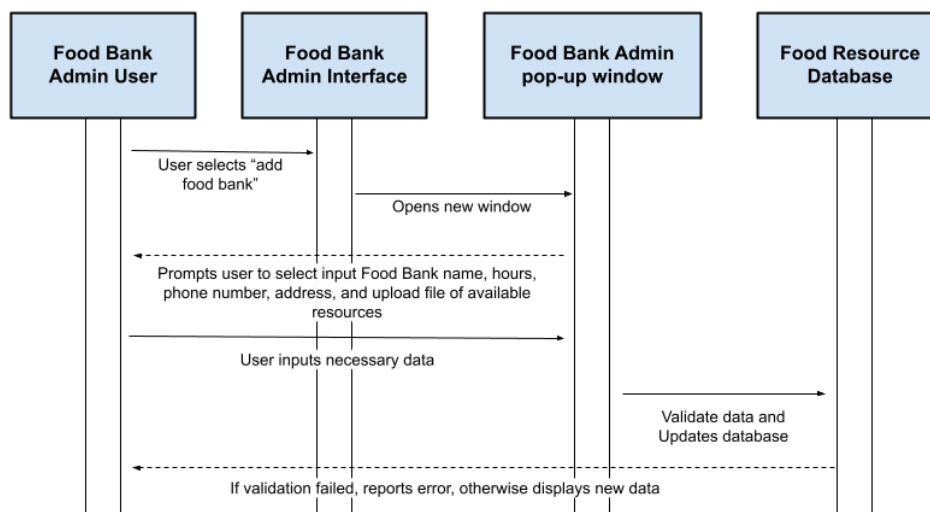 Food Bank
Admin User
Food Bank
Admin Interface
Food Bank Admin
pop-up window
Food Resource
Database
User selects “add
food bank”
Opens new window
Prompts user to select input Food Bank name, hours,
phone number, address, and upload file of available
resources
User inputs necessary data
Validate data and
Updates database
If validation failed, reports error, otherwise displays new data